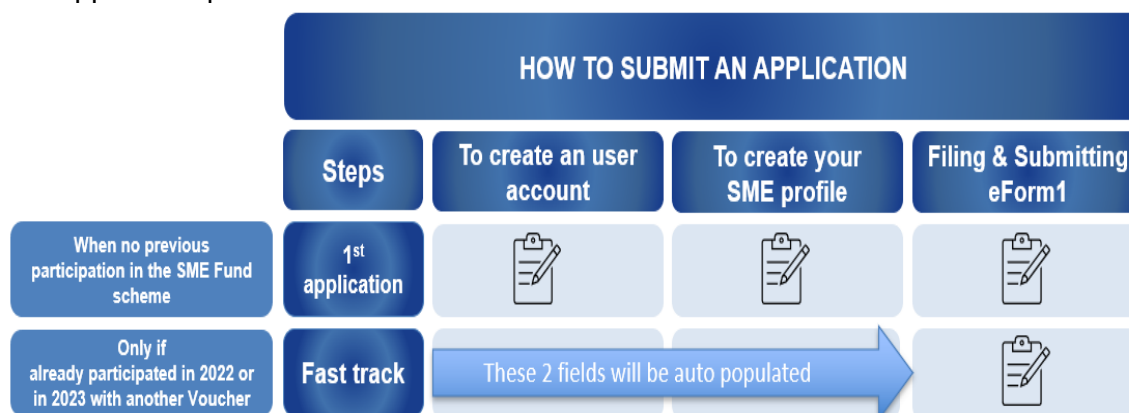 HOW TO SUBMIT AN APPLICATION
Steps
To create an user
account
To create your
SME profile
Filing & Submitting
eForm1
When no previous
participation in the SME Fund
scheme
1st
application
Only if
already participated in 2022 or
in 2023 with another Voucher
Fast track
These 2 fields will be auto populated